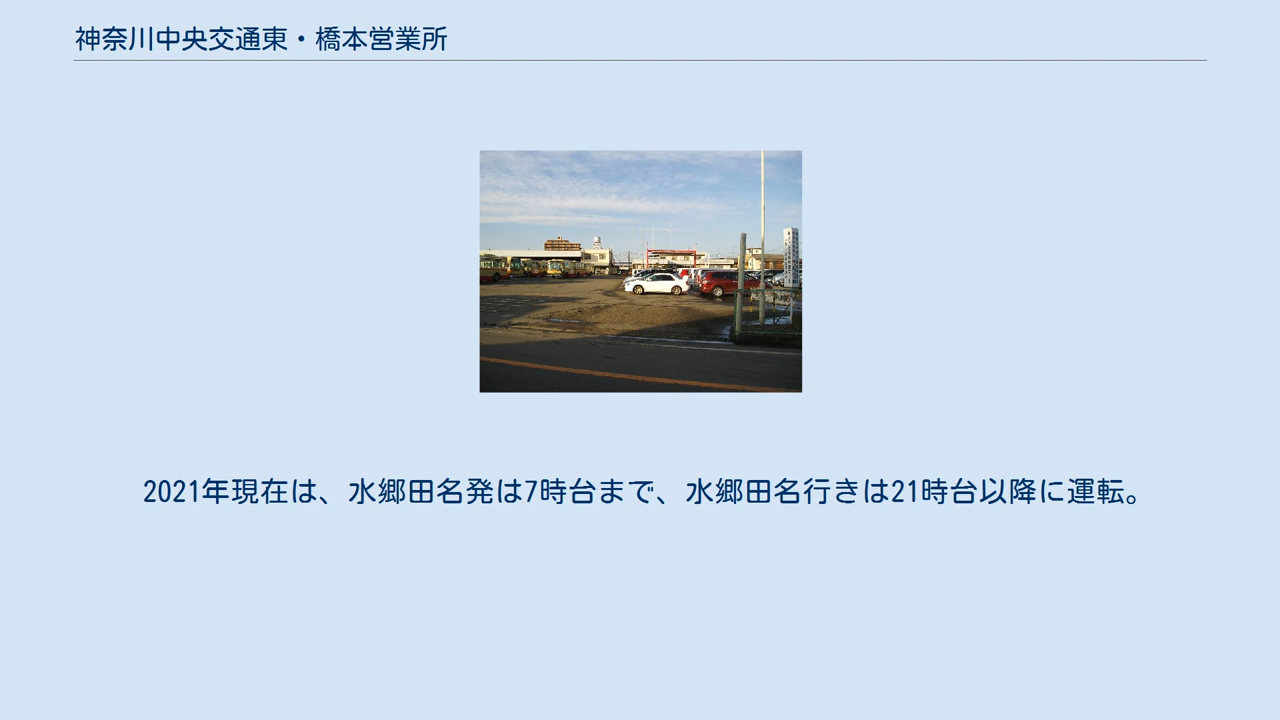 神奈川中央交通東・橋本営業所
2021年現在は、水郷田名発は7時台まで、水郷田名行きは21時台以降に運転。